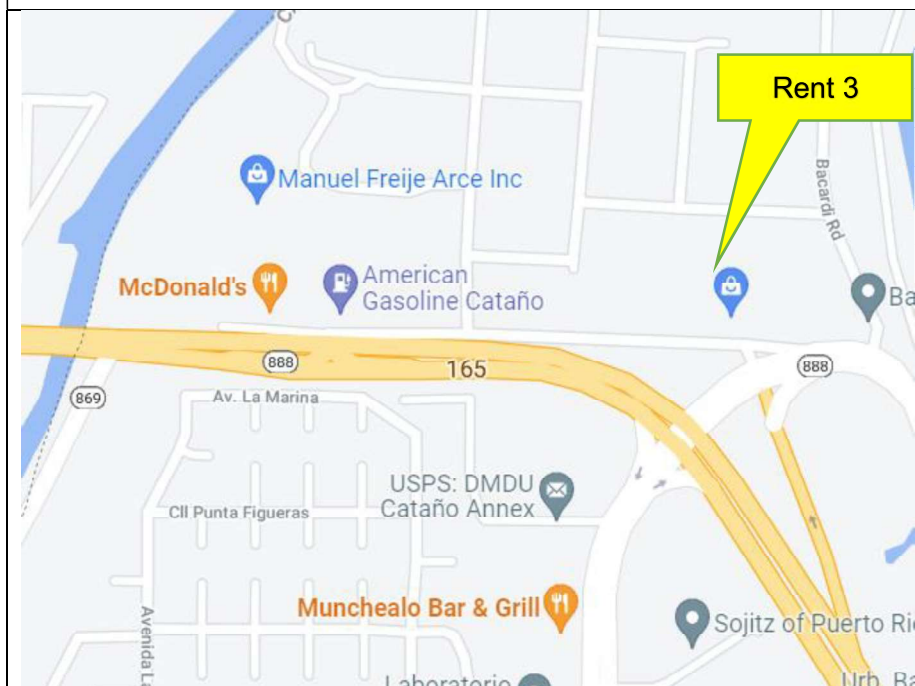 Rent 3
Bacardi Rd
Manuel Freije Arce Inc
McDonald's
American
Gasoline Cataño
Ba
888
165
888
869
Av. La Marina
USPS: DMDU
Cataño Annex
Cll Punta Figueras
Munchealo Bar & Grill
Sojitz of Puerto Ri
Avenida La
Laboratorio
Urb. Ba